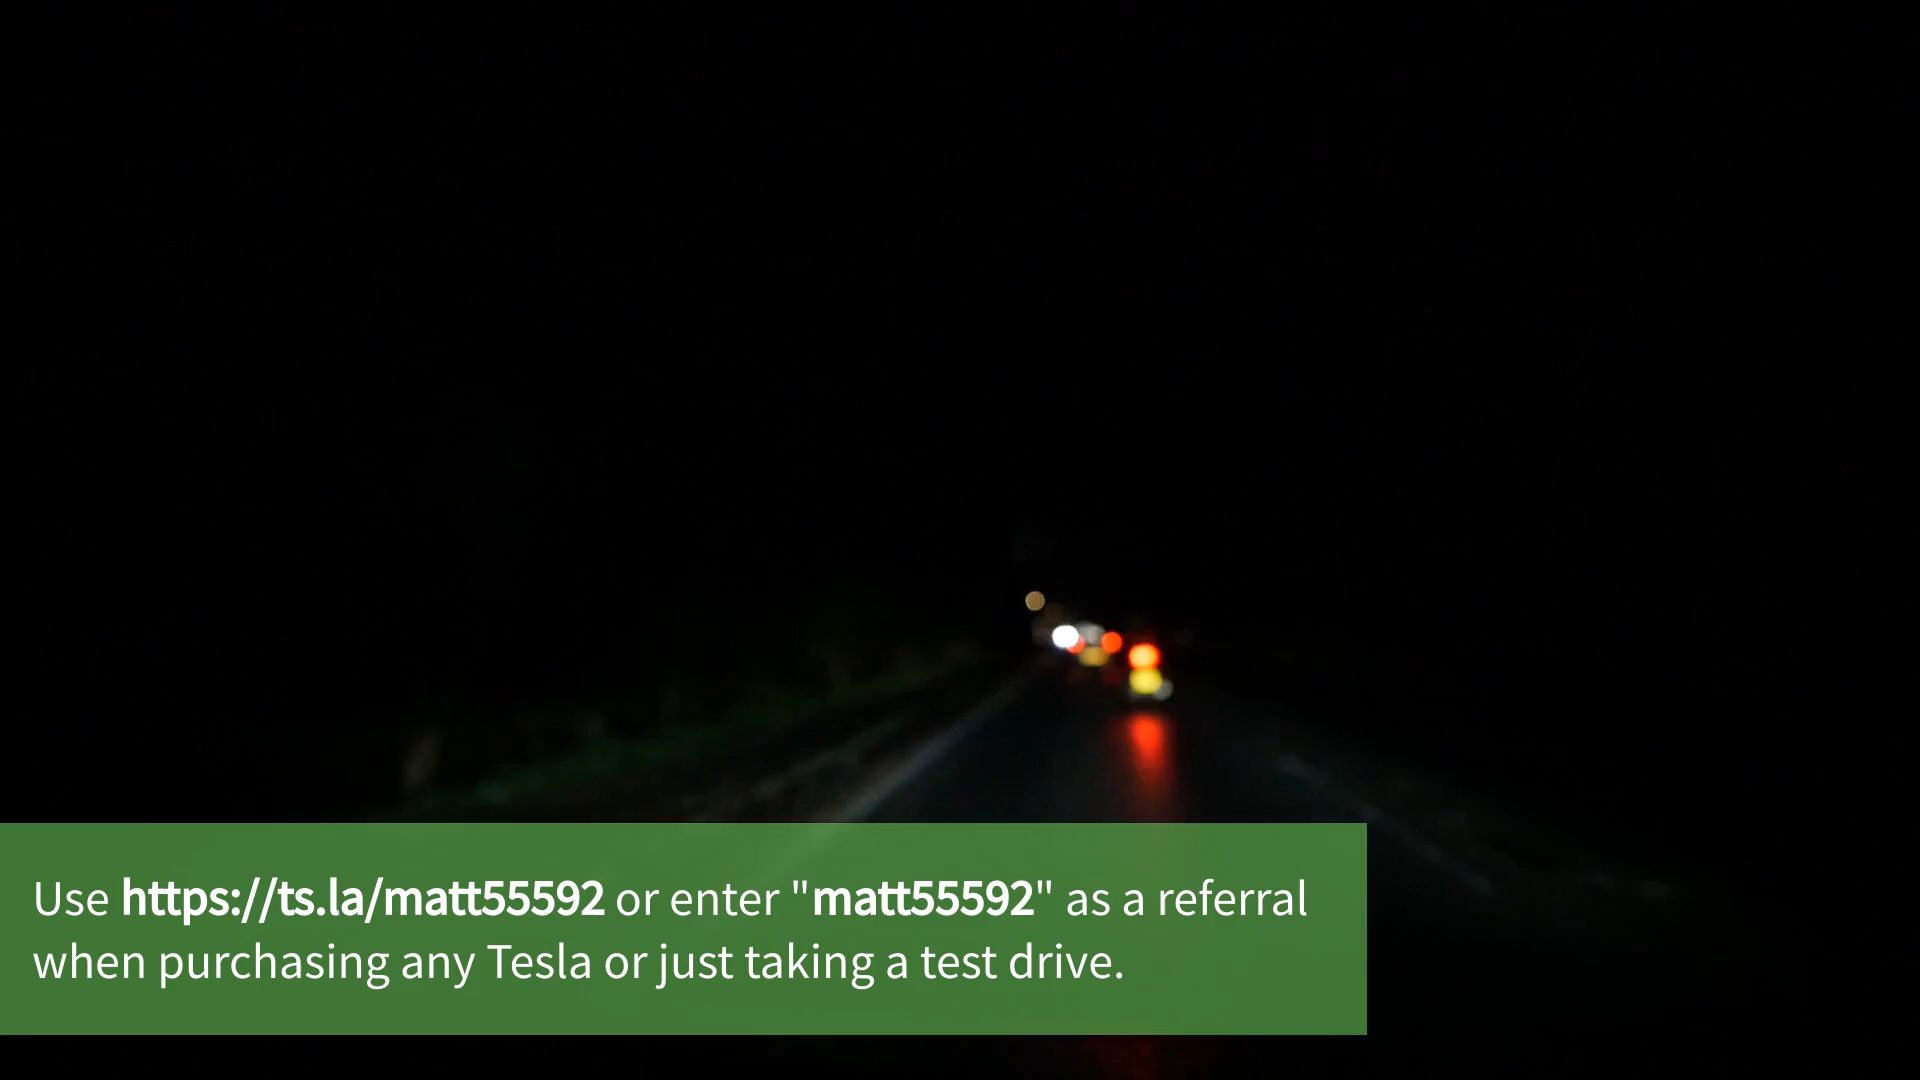 Use https://ts.la/matt55592 or enter "matt55592" as a referral
when purchasing any Tesla or just taking a test drive.